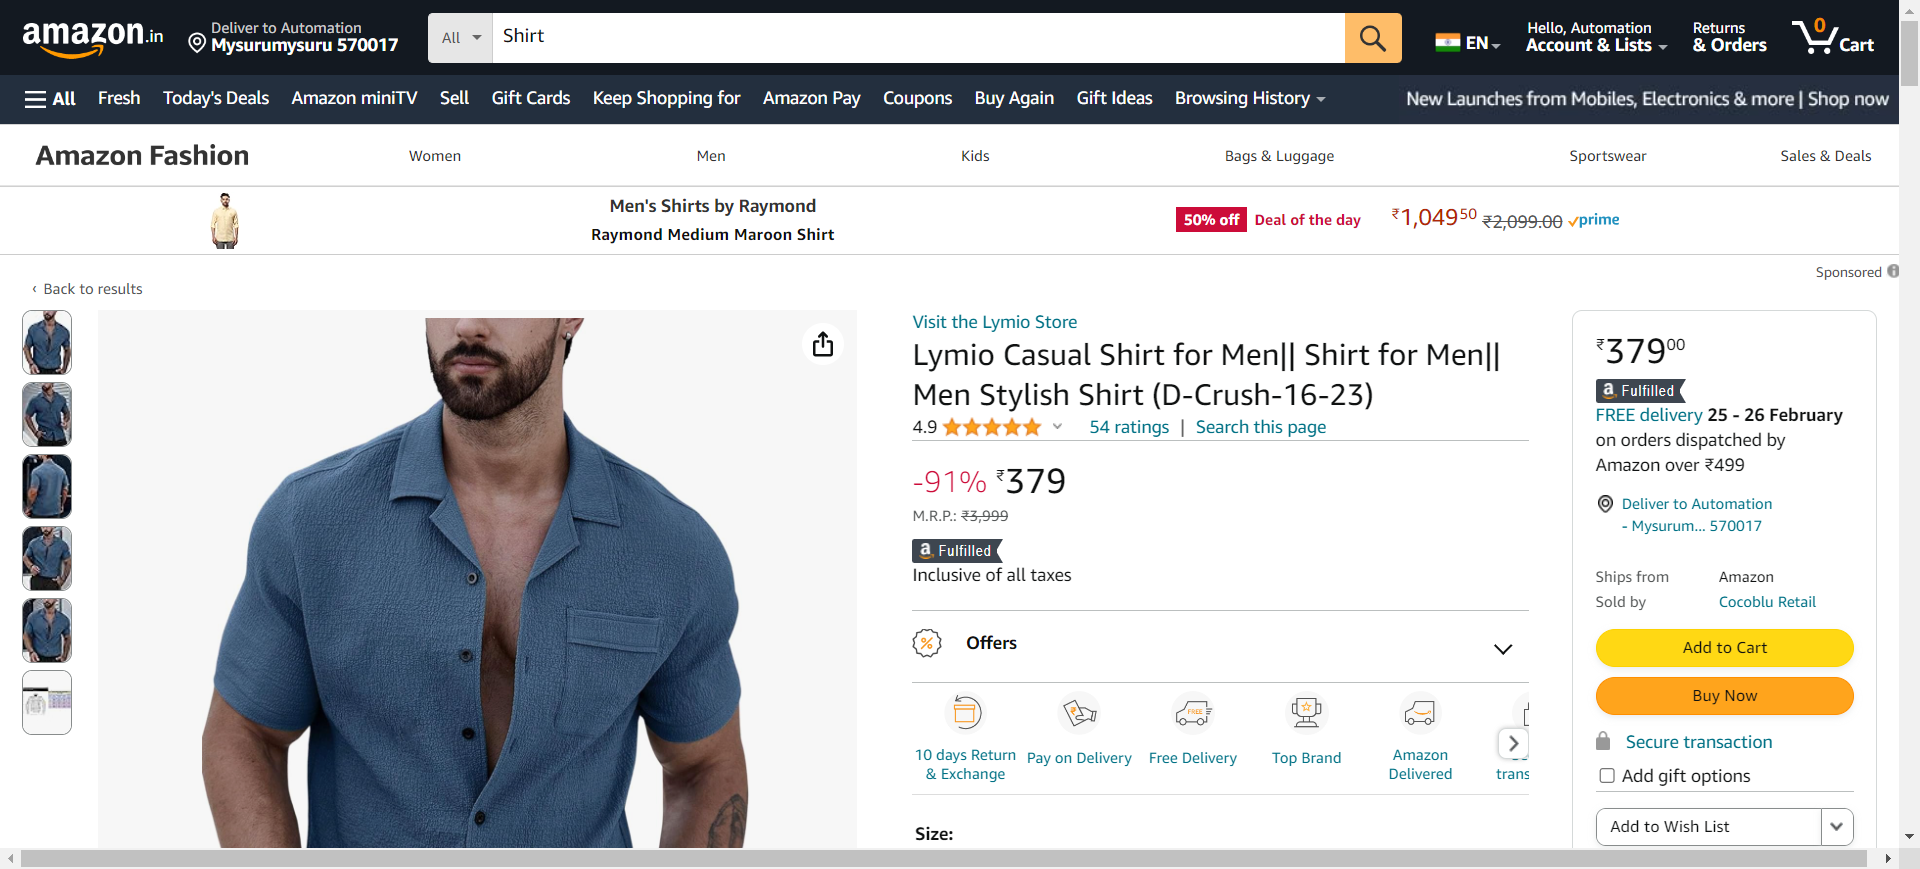 amazon.in
Deliver to Automation
Mysurumysuru 570017
All
Shirt
EN
Hello, Automation
Account & Lists
Returns
& Orders
0
Cart
All
Fresh
Today's Deals
Amazon miniTV
Sell
Gift Cards
Keep Shopping for
Amazon Pay
Coupons
Buy Again
Gift Ideas
Browsing History
New Launches from Mobiles, Electronics & more | Shop now
Amazon Fashion
Women
Men
Kids
Bags & Luggage
Sportswear
Sales & Deals
Men's Shirts by Raymond
Raymond Medium Maroon Shirt
50% off
Deal of the day
₹1,04950
₹2,099.00
prime
Sponsored
‹ Back to results
Visit the Lymio Store
Lymio Casual Shirt for Men|| Shirt for Men||
Men Stylish Shirt (D-Crush-16-23)
4.9
54 ratings | Search this page
-91% ₹379
M.R.P.: ₹3,999
a Fulfilled
Inclusive of all taxes
Offers
10 days Return
& Exchange
Pay on Delivery
FREE
Free Delivery
Top Brand
Amazon
Delivered
trans
Size:
₹37900
a Fulfilled
FREE delivery 25 - 26 February
on orders dispatched by
Amazon over ₹499
Deliver to Automation
- Mysurum... 570017
Ships from
Amazon
Sold by
Cocoblu Retail
Add to Cart
Buy Now
Secure transaction
Add gift options
Add to Wish List